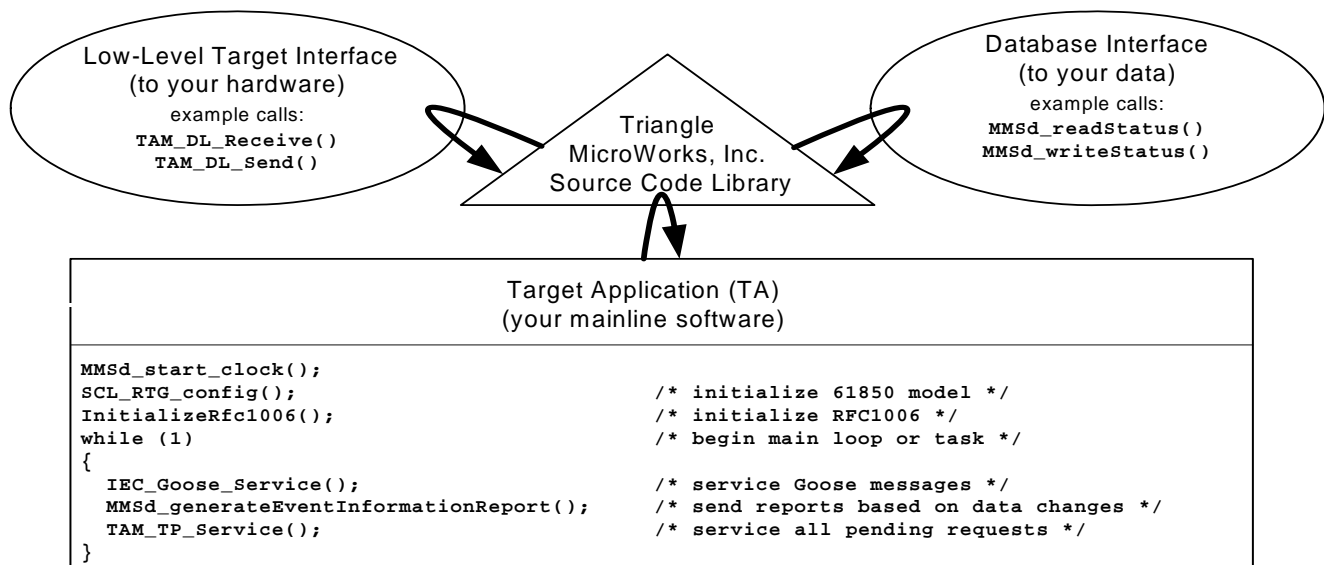 Low-Level Target Interface
(to your hardware)
example calls:
TAM_DL_Receive()
TAM_DL_Send()
Triangle
MicroWorks, Inc.
Source Code Library
Database Interface
(to your data)
example calls:
MMSd_readStatus()
MMSd_writeStatus()
Target Application (TA)
(your mainline software)
MMSd_start_clock();
SCL_RTG_config(); /* initialize 61850 model */
InitializeRfc1006(); /* initialize RFC1006 */
while (1) /* begin main loop or task */
{
IEC_Goose_Service(); /* service Goose messages */
MMSd_generateEventInformationReport(); /* send reports based on data changes */
TAM_TP_Service(); /* service all pending requests */
}